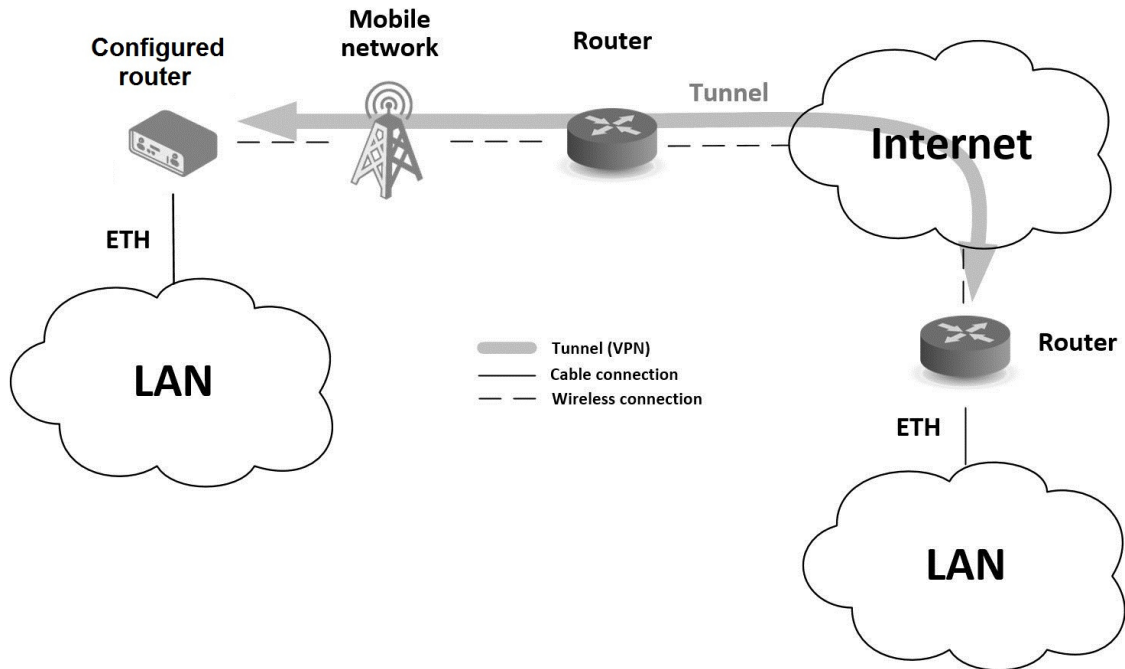 Mobile
network
Configured
router
Router
Tunnel
Internet
ETH
LAN
Router
Tunnel (VPN)
Cable connection
Wireless connection
ETH
LAN